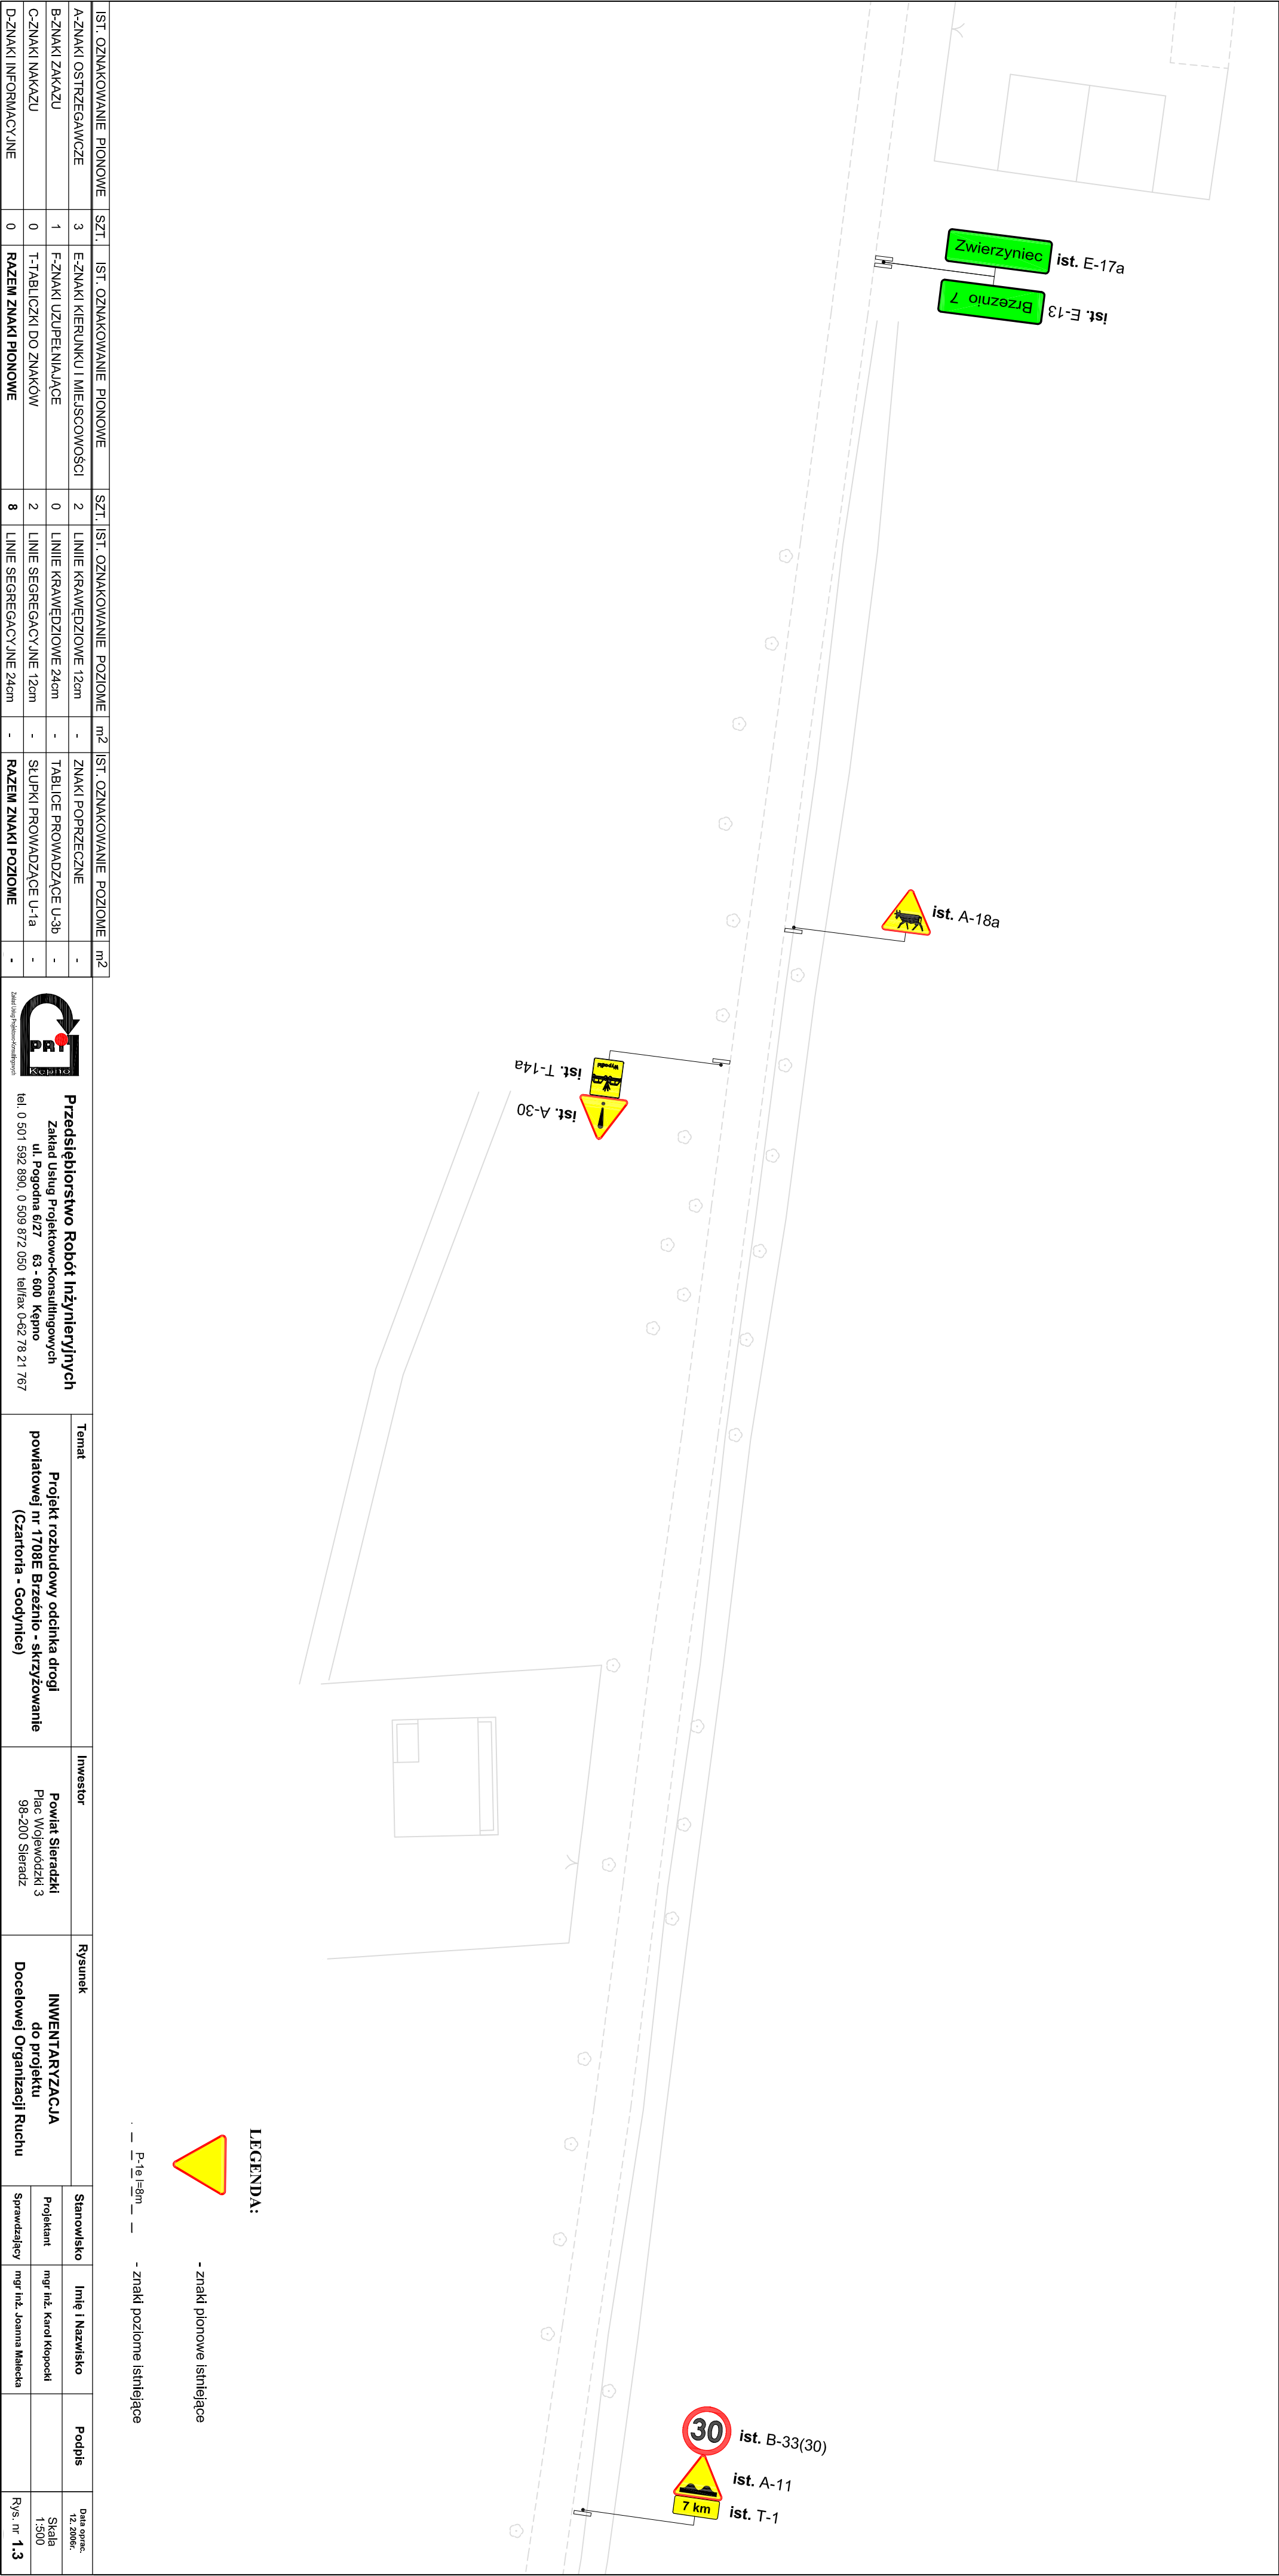 Zwierzyniec
ist. E-17a
Brzeznio 7
ist. E-13
ist. A-18a
Wypadki
ist. T-14a
ist. A-30
30
ist. B-33(30)
ist. A-11
7 km
ist. T-1
LEGENDA:
- znaki pionowe istniejące
P-1e l=8m
- znaki poziome istniejące
IST. OZNAKOWANIE PIONOWE SZT. IST. OZNAKOWANIE PIONOWE SZT. IST. OZNAKOWANIE POZIOME m2 IST. OZNAKOWANIE POZIOME m2
A-ZNAKI OSTRZEGAWCZE 3 E-ZNAKI KIERUNKU I MIEJSCOWOŚCI 2 LINIIE KRAWĘDZIOWE 12cm - ZNAKI POPRZECZNE -
B-ZNAKI ZAKAZU 1 F-ZNAKI UZUPEŁNIAJĄCE 0 LINIIE KRAWĘDZIOWE 24cm - TABLICE PROWADZĄCE U-3b -
C-ZNAKI NAKAZU 0 T-TABLICZKI DO ZNAKÓW 2 LINIE SEGREGACYJNE 12cm - SŁUPKI PROWADZĄCE U-1a -
D-ZNAKI INFORMACYJNE 0 RAZEM ZNAKI PIONOWE 8 LINIE SEGREGACYJNE 24cm - RAZEM ZNAKI POZIOME -
PRI
Kępno
Zakład Usług Projektowo-Konsultingowych
Przedsiębiorstwo Robót Inżynieryjnych
Zakład Usług Projektowo-Konsultingowych
ul. Pogodna 6/27 63 - 600 Kępno
tel. 0 501 592 890, 0 509 872 050 tel/fax 0-62 78 21 767
Temat
Projekt rozbudowy odcinka drogi
powiatowej nr 1708E Brzeźnio - skrzyżowanie
(Czartoria - Godynice)
Inwestor
Powiat Sieradzki
Plac Wojewódzki 3
98-200 Sieradz
Rysunek
INWENTARYZACJA
do projektu
Docelowej Organizacji Ruchu
Stanowisko Imię i Nazwisko Podpis
Projektant mgr inż. Karol Kłopocki
Sprawdzający mgr inż. Joanna Małecka
Data oprac.
12. 2006r.
Skala
1:500
Rys. nr 1.3